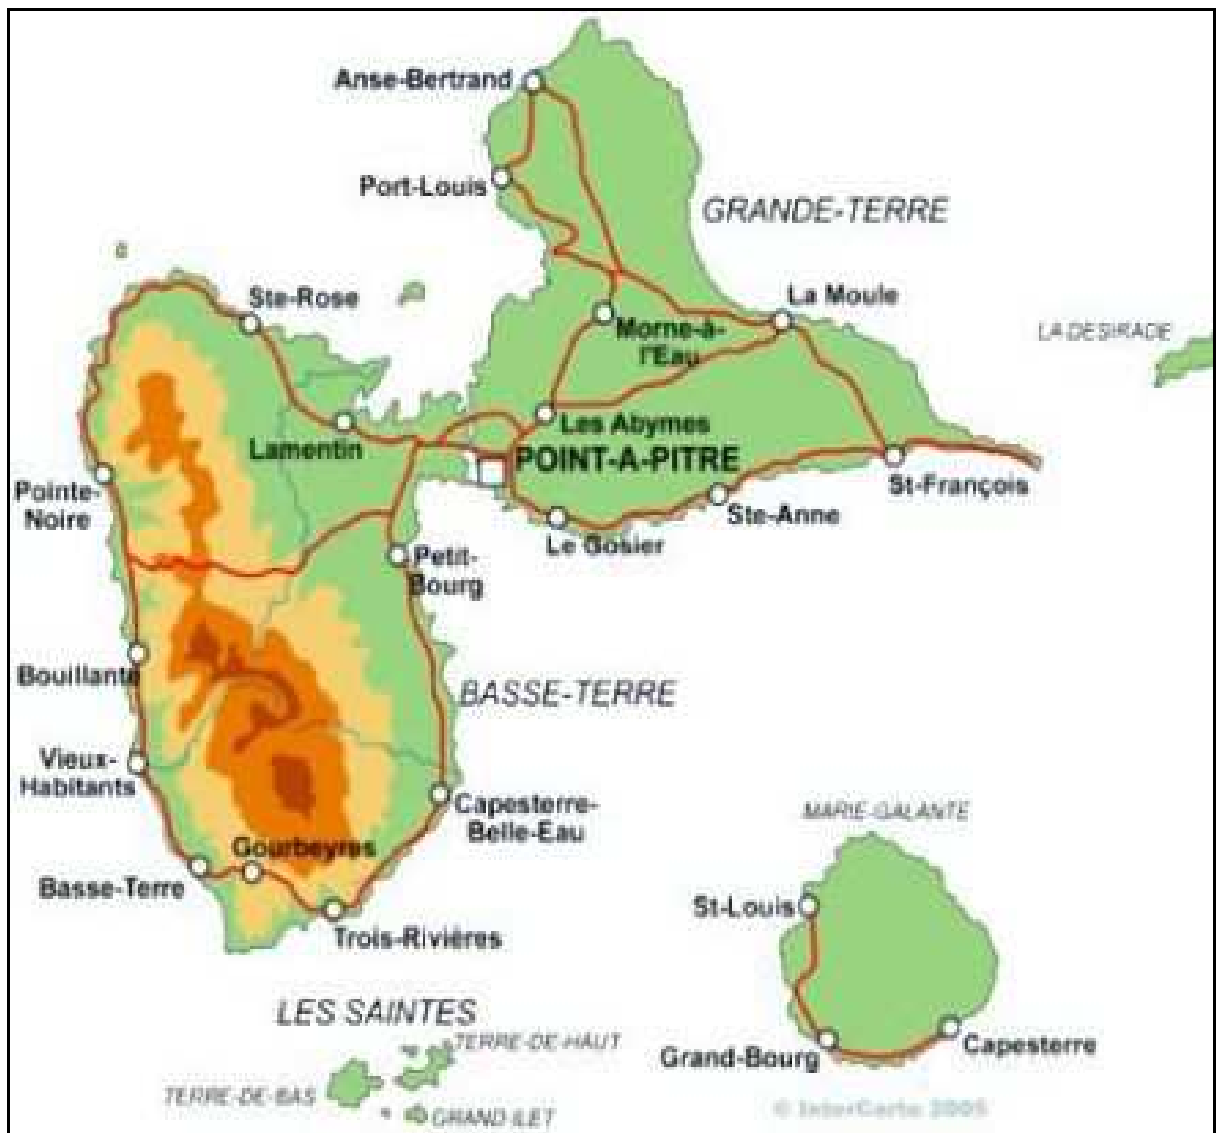 Anse-Bertrand
Port-Louis
GRANDE-TERRE
Ste-Rose
La Moule
Morne-à-
l'Eau
LA DESIRADE
Les Abymes
Lamentin
POINT-A-PITRE
St-François
Pointe-
Noire
Ste-Anne
Le Gosier
Petit-
Bourg
Bouillante
BASSE-TERRE
Vieux-
Habitants
Capesterre-
Belle-Eau
MARIE-GALANTE
Gourbeyres
Basse-Terre
St-Louis
Trois-Riviéres
LES SAINTES
TERRE-DE-HAUT
Capesterre
Grand-Bourg
TERRE-DE-BAS
GRAND-ILET
© InterCarto 2005